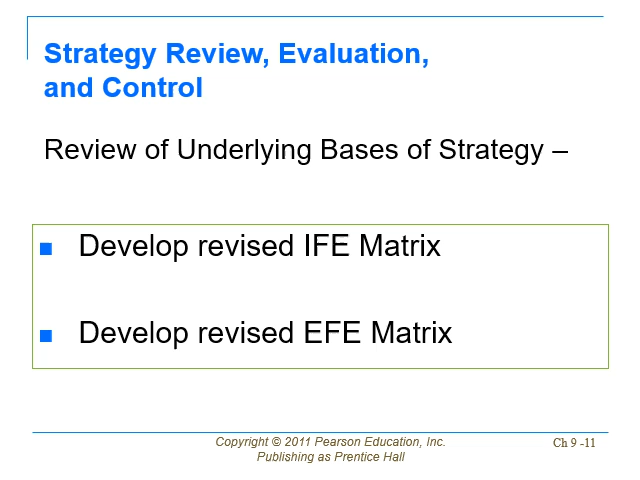 Strategy Review, Evaluation,
and Control
Review of Underlying Bases of Strategy –
Develop revised IFE Matrix
Develop revised EFE Matrix
Copyright © 2011 Pearson Education, Inc.
Publishing as Prentice Hall
Ch 9 -11